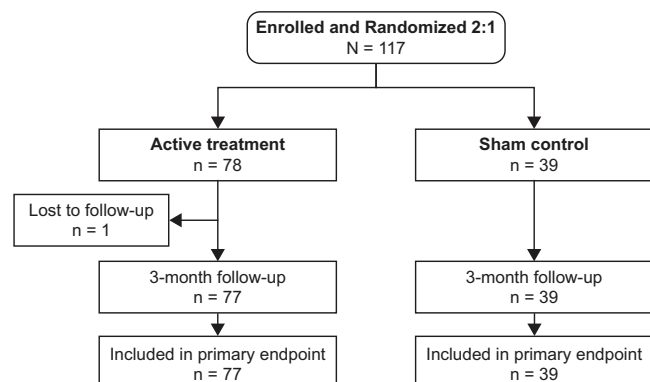 Enrolled and Randomized 2:1
N = 117
Active treatment
n = 78
Sham control
n = 39
Lost to follow-up
n = 1
3-month follow-up
n = 77
3-month follow-up
n = 39
Included in primary endpoint
n = 77
Included in primary endpoint
n = 39